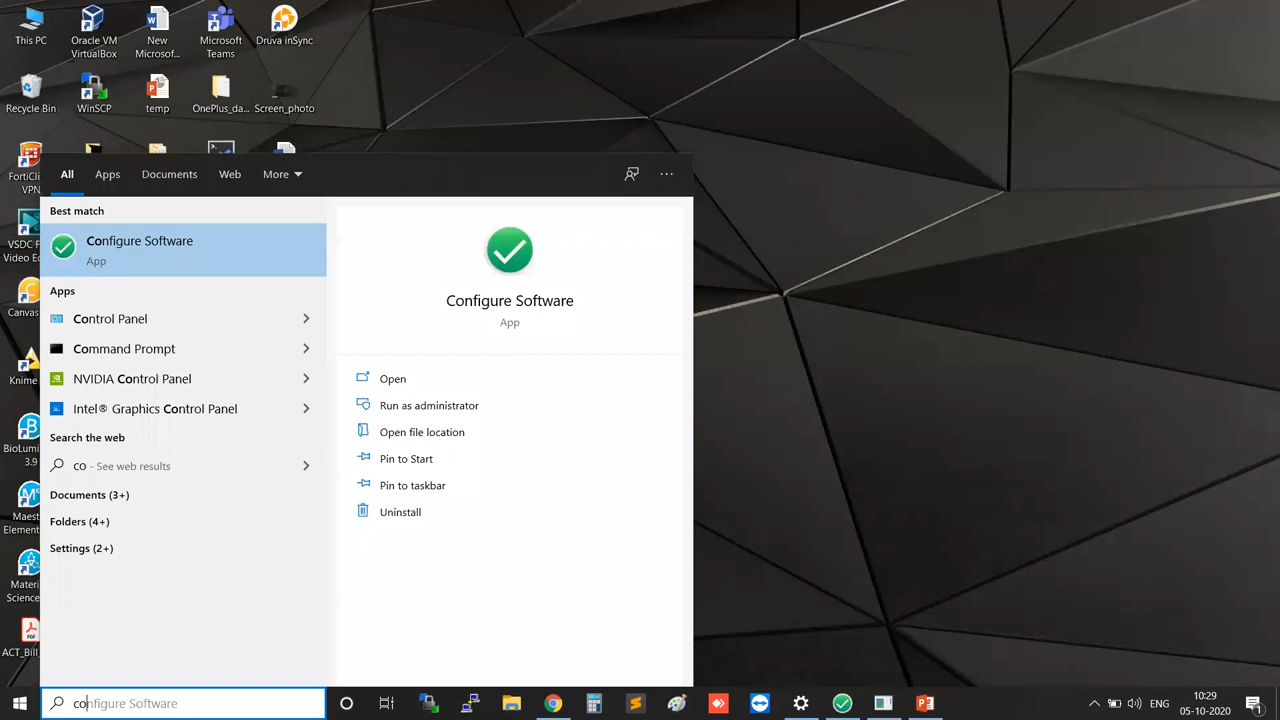 This PC
Oracle VM
VirtualBox
New
Microsof...
Microsoft
Teams
Druva inSync
Recycle Bin
WinSCP
temp
OnePlus_da...
Screen_photo
FortiCli
VPN
VSDC F
Video Ed
Canvas
Knime
BioLumi
3.9
Maest
Element
Materi
Science
ACT_Bill_
All
Apps
Documents
Web
More
Best match
Configure Software
App
Apps
Control Panel
Command Prompt
NVIDIA Control Panel
Intel® Graphics Control Panel
Search the web
co - See web results
Documents (3+)
Folders (4+)
Settings (2+)
Configure Software
App
Open
Run as administrator
Open file location
Pin to Start
Pin to taskbar
Uninstall
configure Software
ENG
10:29
05-10-2020
1